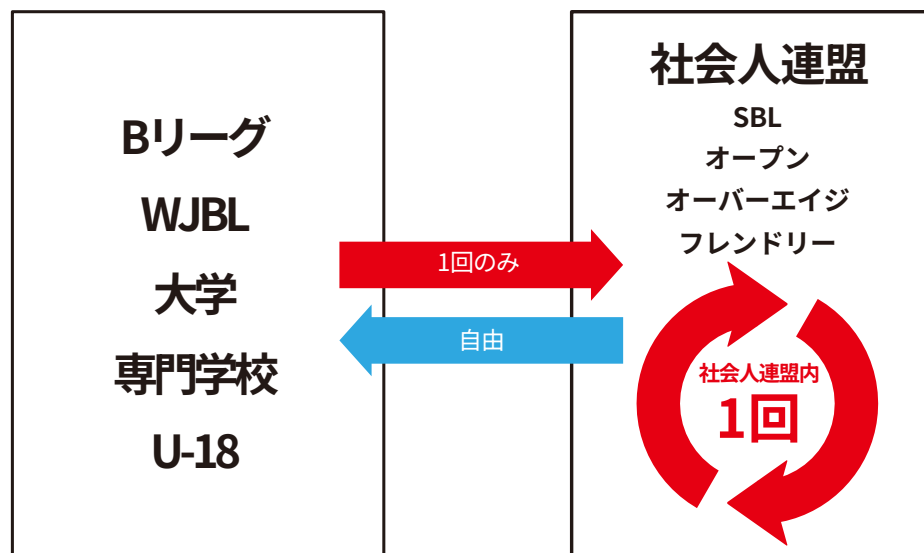 Bリーグ
WJBL
大学
専門学校
U-18
1回のみ
自由
社会人連盟
SBL
オープン
オーバーエイジ
フレンドリー
社会人連盟内
1回